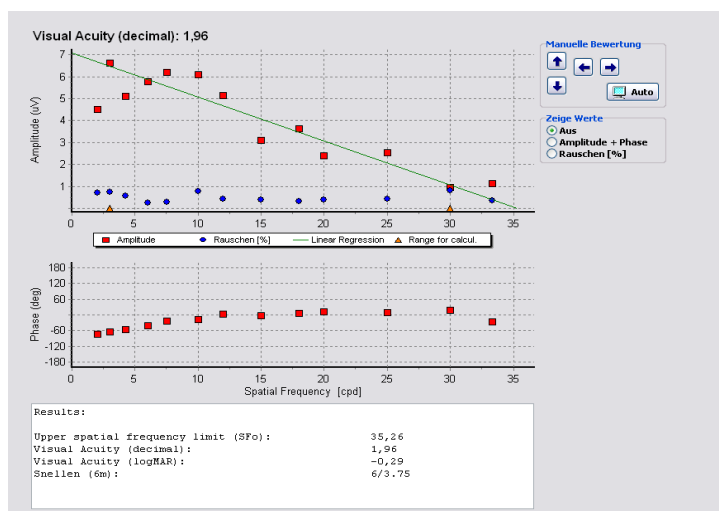 Visual Acuity (decimal): 1,96
Manuelle Bewertung
Auto
Zeige Werte
Aus
Amplitude + Phase
Rauschen [%]
Amplitude (uV)
7
6
5
4
3
2
1
0 5 10 15 20 25 30 35
Amplitude Rauschen [%] Linear Regression Range for calcul.
Phase (deg)
180
120
60
-60
-120
-180
0 5 10 15 20 25 30 35
Spatial Frequency [cpd]
Results:
Upper spatial frequency limit (SFo): 35,26
Visual Acuity (decimal): 1,96
Visual Acuity (logMAR): -0,29
Snellen (6m): 6/3.75